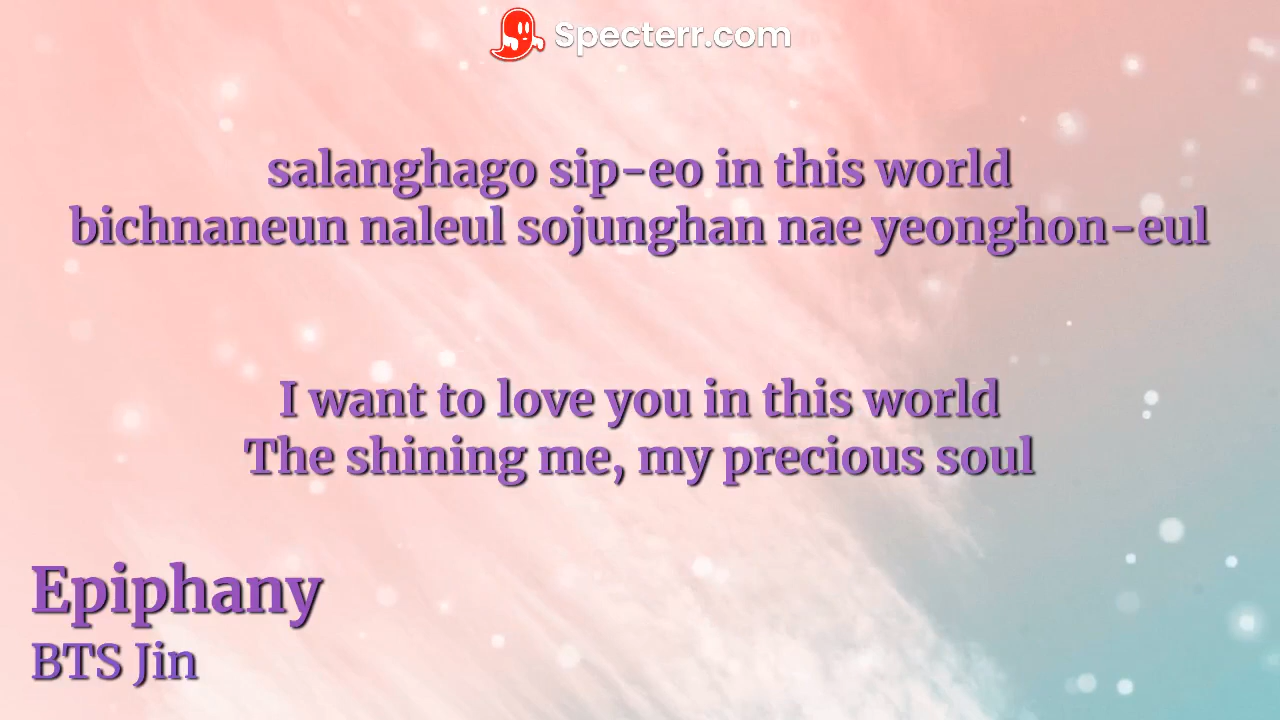 Specterr.com
salanghago sip-eo in this world
bichnaneun naleul sojunghan nae yeonghon-eul
I want to love you in this world
The shining me, my precious soul
Epiphany
BTS Jin